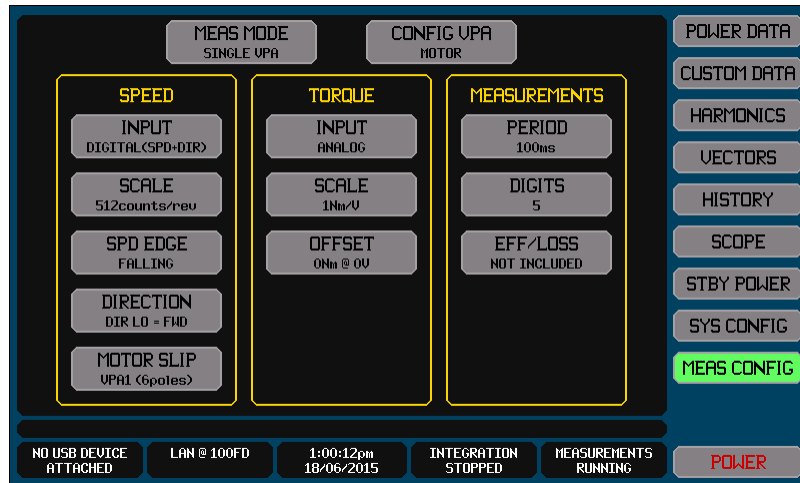 MEAS MODE
SINGLE VPA
CONFIG VPA
MOTOR
SPEED
INPUT
DIGITAL(SPD+DIR)
SCALE
512counts/rev
SPD EDGE
FALLING
DIRECTION
DIR LO = FWD
MOTOR SLIP
VPA1 (6poles)
TORQUE
INPUT
ANALOG
SCALE
1Nm/V
OFFSET
0Nm @ 0V
MEASUREMENTS
PERIOD
100ms
DIGITS
5
EFF/LOSS
NOT INCLUDED
POWER DATA
CUSTOM DATA
HARMONICS
VECTORS
HISTORY
SCOPE
STBY POWER
SYS CONFIG
MEAS CONFIG
POWER
NO USB DEVICE
ATTACHED
LAN @ 100FD
1:00:12pm
18/06/2015
INTEGRATION
STOPPED
MEASUREMENTS
RUNNING